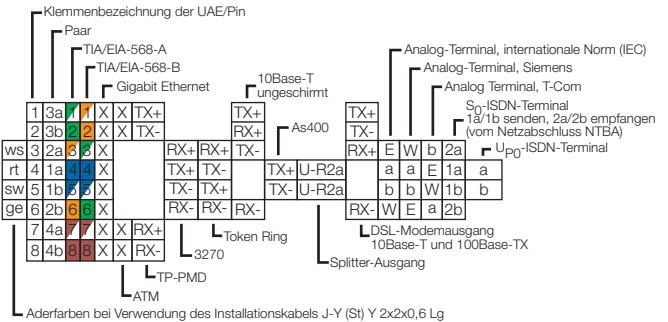 Klemmenbezeichnung der UAE/Pin
Paar
TIA/EIA-568-A
TIA/EIA-568-B
Gigabit Ethernet
10Base-T
ungeschirmt
As400
Analog-Terminal, internationale Norm (IEC)
Analog-Terminal, Siemens
Analog Terminal, T-Com
S0-ISDN-Terminal
1a/1b senden, 2a/2b empfangen
(vom Netzabschluss NTBA)
UP0-ISDN-Terminal
1 3a 1 1 X X TX+ TX+ TX+
2 3b 2 2 X X TX- RX+ TX-
ws 3 2a 3 3 X RX+ RX+ TX- RX+ E W b 2a
rt 4 1a 4 4 X TX+ TX- TX+ U-R2a a a E 1a a
sw 5 1b 5 5 X TX- TX+ TX- U-R2a b b W 1b b
ge 6 2b 6 6 X RX- RX- RX- RX- W E a 2b
7 4a 7 7 X X RX+
8 4b 8 8 X X RX-
Token Ring
3270
TP-PMD
ATM
DSL-Modemausgang
10Base-T und 100Base-TX
Splitter-Ausgang
Aderfarben bei Verwendung des Installationskabels J-Y (St) Y 2x2x0,6 Lg